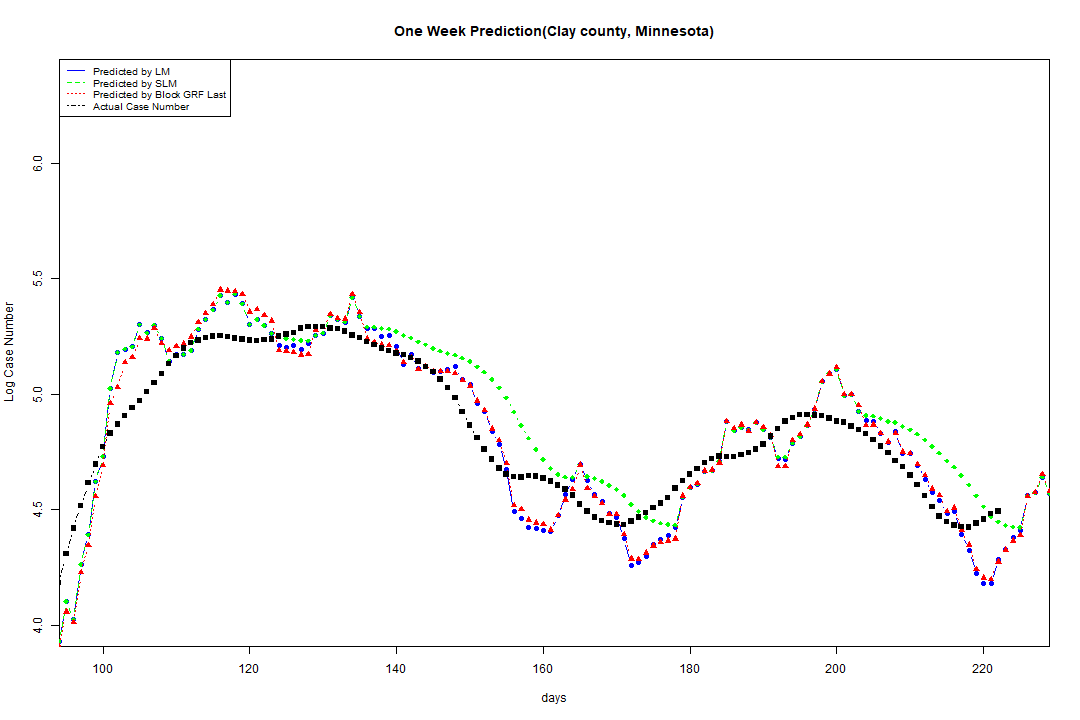 One Week Prediction(Clay county, Minnesota)
Predicted by LM
Predicted by SLM
Predicted by Block GRF Last
Actual Case Number
6.0
5.5
5.0
4.5
4.0
Log Case Number
100 120 140 160 180 200 220
days